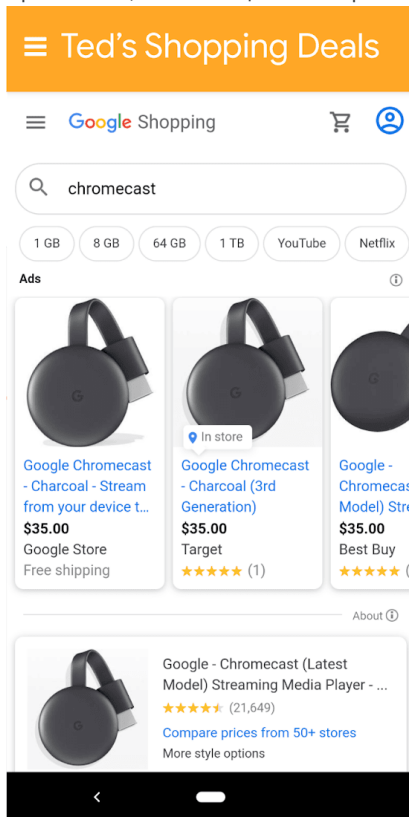 Ted's Shopping Deals
Google Shopping
chromecast
1 GB
8 GB
64 GB
1 TB
YouTube
Netflix
Ads
In store
Google Chromecast
- Charcoal - Stream
from your device t...
$35.00
Google Store
Free shipping
Google Chromecast
- Charcoal (3rd
Generation)
$35.00
Target
(1)
Google -
Chromecas
Model) Stre
$35.00
Best Buy
(
About
Google - Chromecast (Latest
Model) Streaming Media Player - ...
(21,649)
Compare prices from 50+ stores
More style options